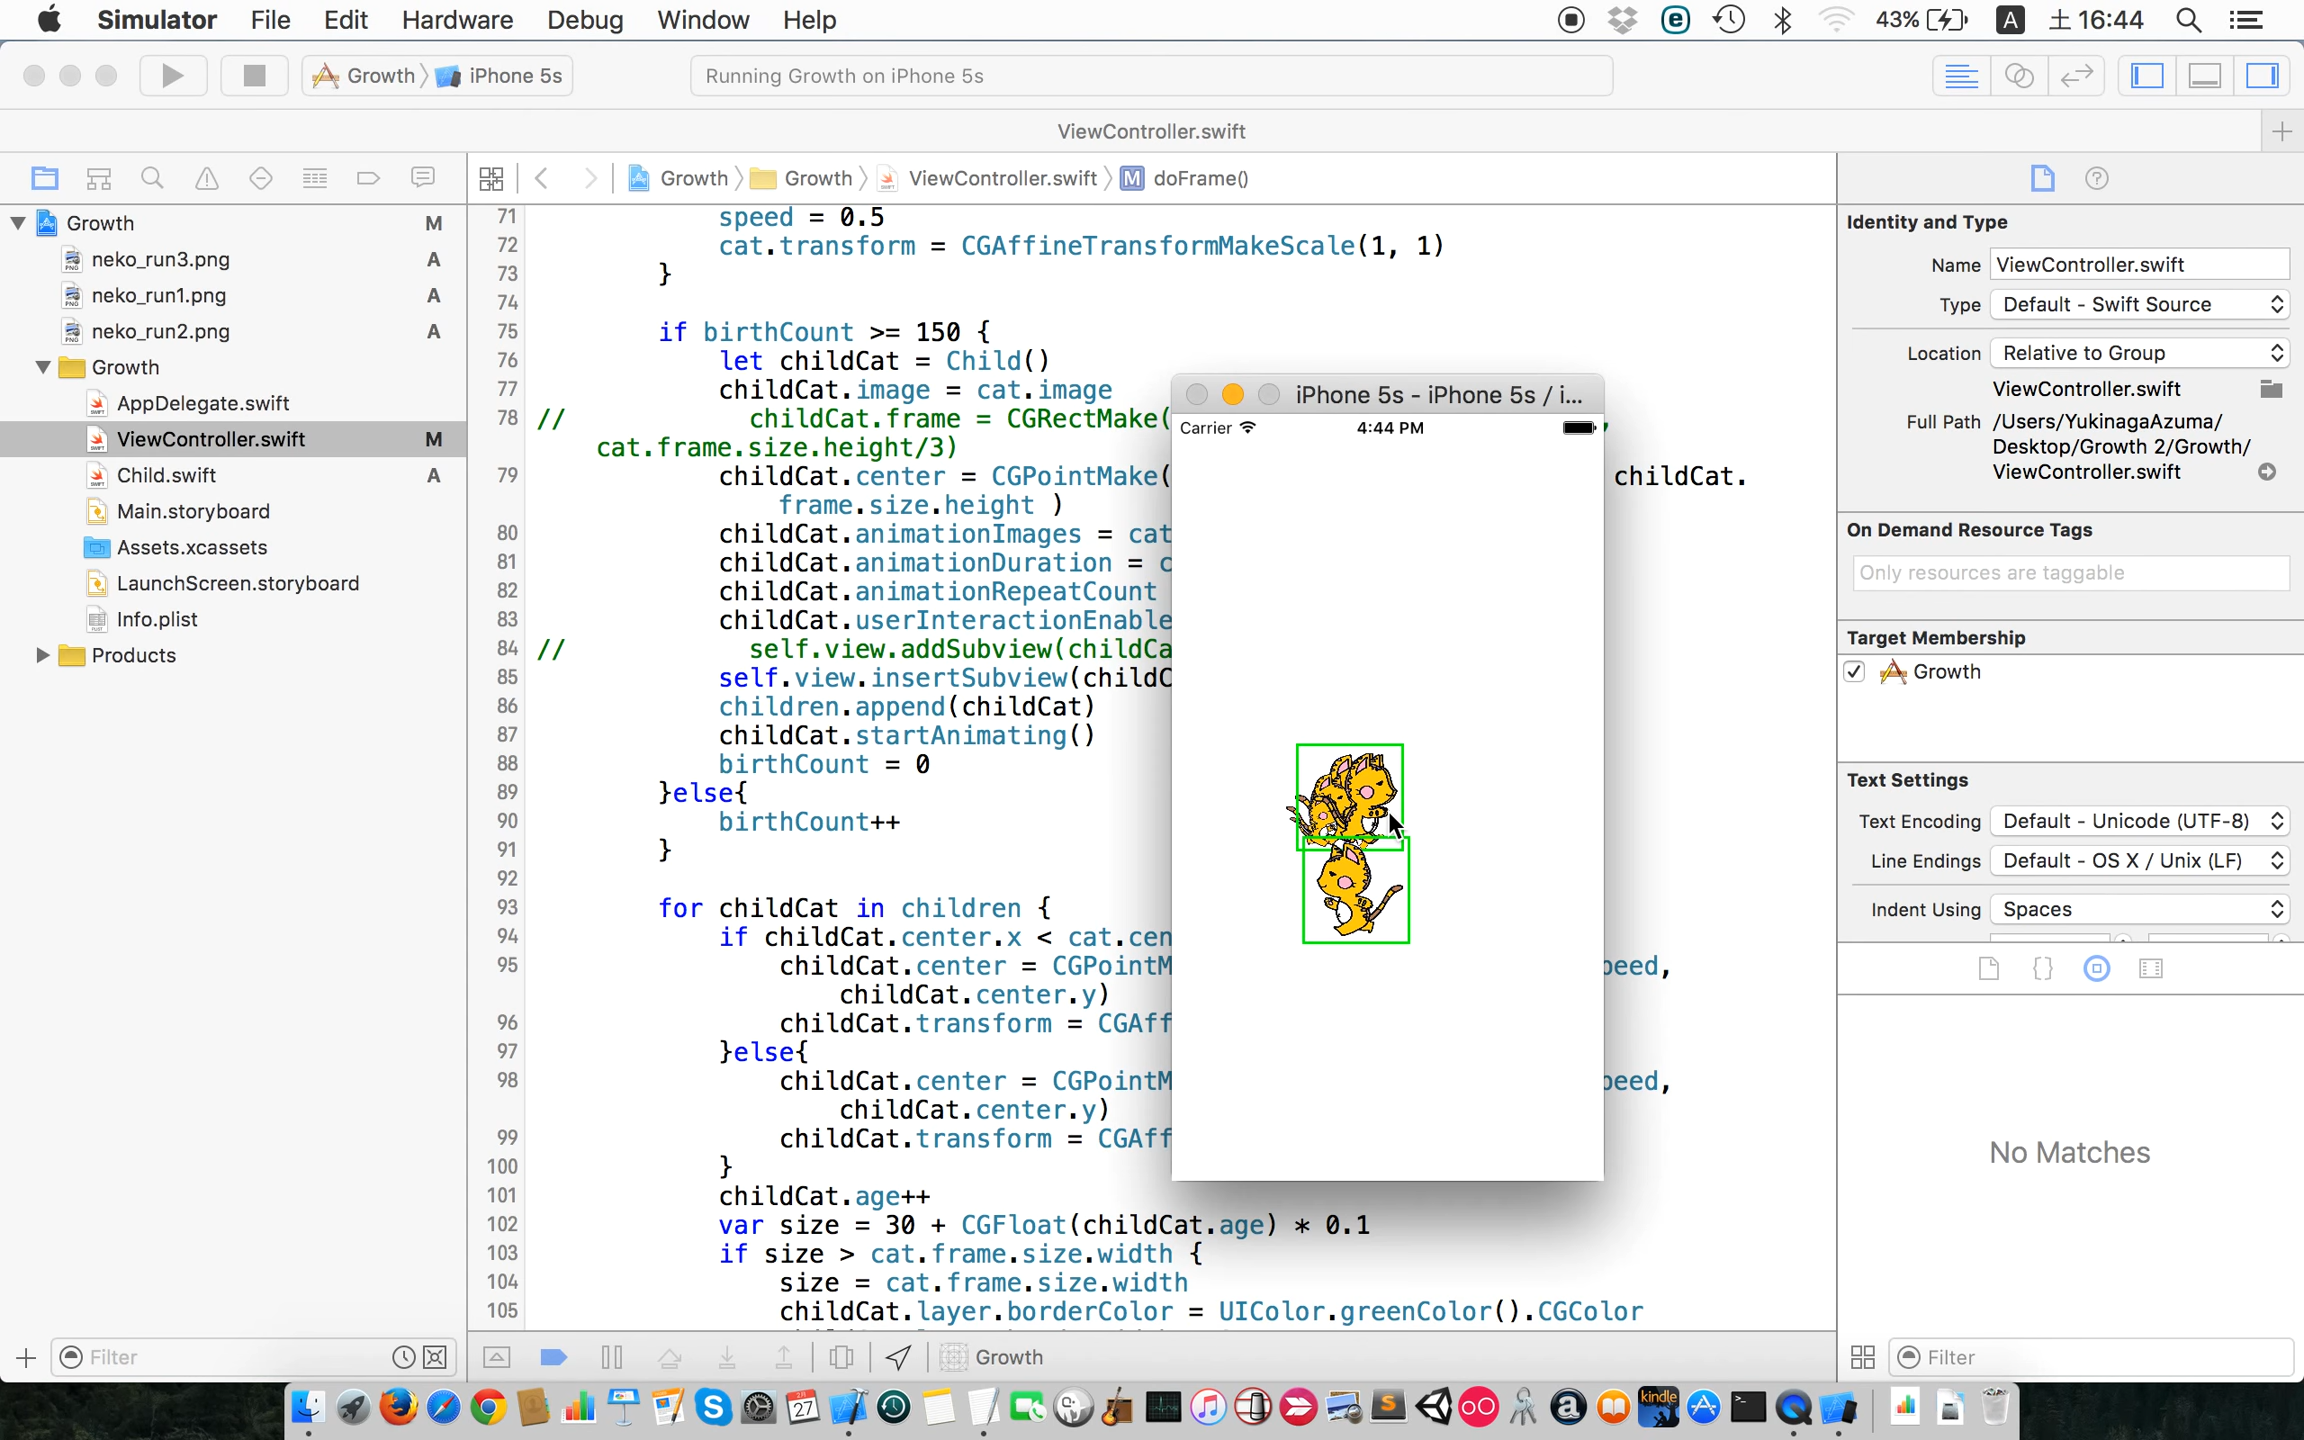 Simulator File Edit Hardware Debug Window Help 43% A 土 16:44
Growth iPhone 5s Running Growth on iPhone 5s
ViewController.swift
Growth Growth ViewController.swift M doFrame()
Growth M
neko_run3.png A
neko_run1.png A
neko_run2.png A
Growth
AppDelegate.swift
ViewController.swift M
Child.swift A
Main.storyboard
Assets.xcassets
LaunchScreen.storyboard
Info.plist
Products
Filter
71 speed = 0.5
72 cat.transform = CGAffineTransformMakeScale(1, 1)
73 }
74
75 if birthCount >= 150 {
76 let childCat = Child()
77 childCat.image = cat.image
78 // childCat.frame = CGRectMake(
cat.frame.size.height/3)
79 childCat.center = CGPointMake( childCat.
frame.size.height )
80 childCat.animationImages = cat
81 childCat.animationDuration = c
82 childCat.animationRepeatCount
83 childCat.userInteractionEnable
84 // self.view.addSubview(childCa
85 self.view.insertSubview(childC
86 children.append(childCat)
87 childCat.startAnimating()
88 birthCount = 0
89 }else{
90 birthCount++
91 }
92
93 for childCat in children {
94 if childCat.center.x < cat.cen
95 childCat.center = CGPointM peed,
childCat.center.y)
96 childCat.transform = CGAff
97 }else{
98 childCat.center = CGPointM peed,
childCat.center.y)
99 childCat.transform = CGAff
100 }
101 childCat.age++
102 var size = 30 + CGFloat(childCat.age) * 0.1
103 if size > cat.frame.size.width {
104 size = cat.frame.size.width
105 childCat.layer.borderColor = UIColor.greenColor().CGColor
Growth
iPhone 5s - iPhone 5s / i...
Carrier 4:44 PM
Identity and Type
Name ViewController.swift
Type Default - Swift Source
Location Relative to Group
ViewController.swift
Full Path /Users/YukinagaAzuma/
Desktop/Growth 2/Growth/
ViewController.swift
On Demand Resource Tags
Only resources are taggable
Target Membership
Growth
Text Settings
Text Encoding Default - Unicode (UTF-8)
Line Endings Default - OS X / Unix (LF)
Indent Using Spaces
No Matches
Filter
27
kindle